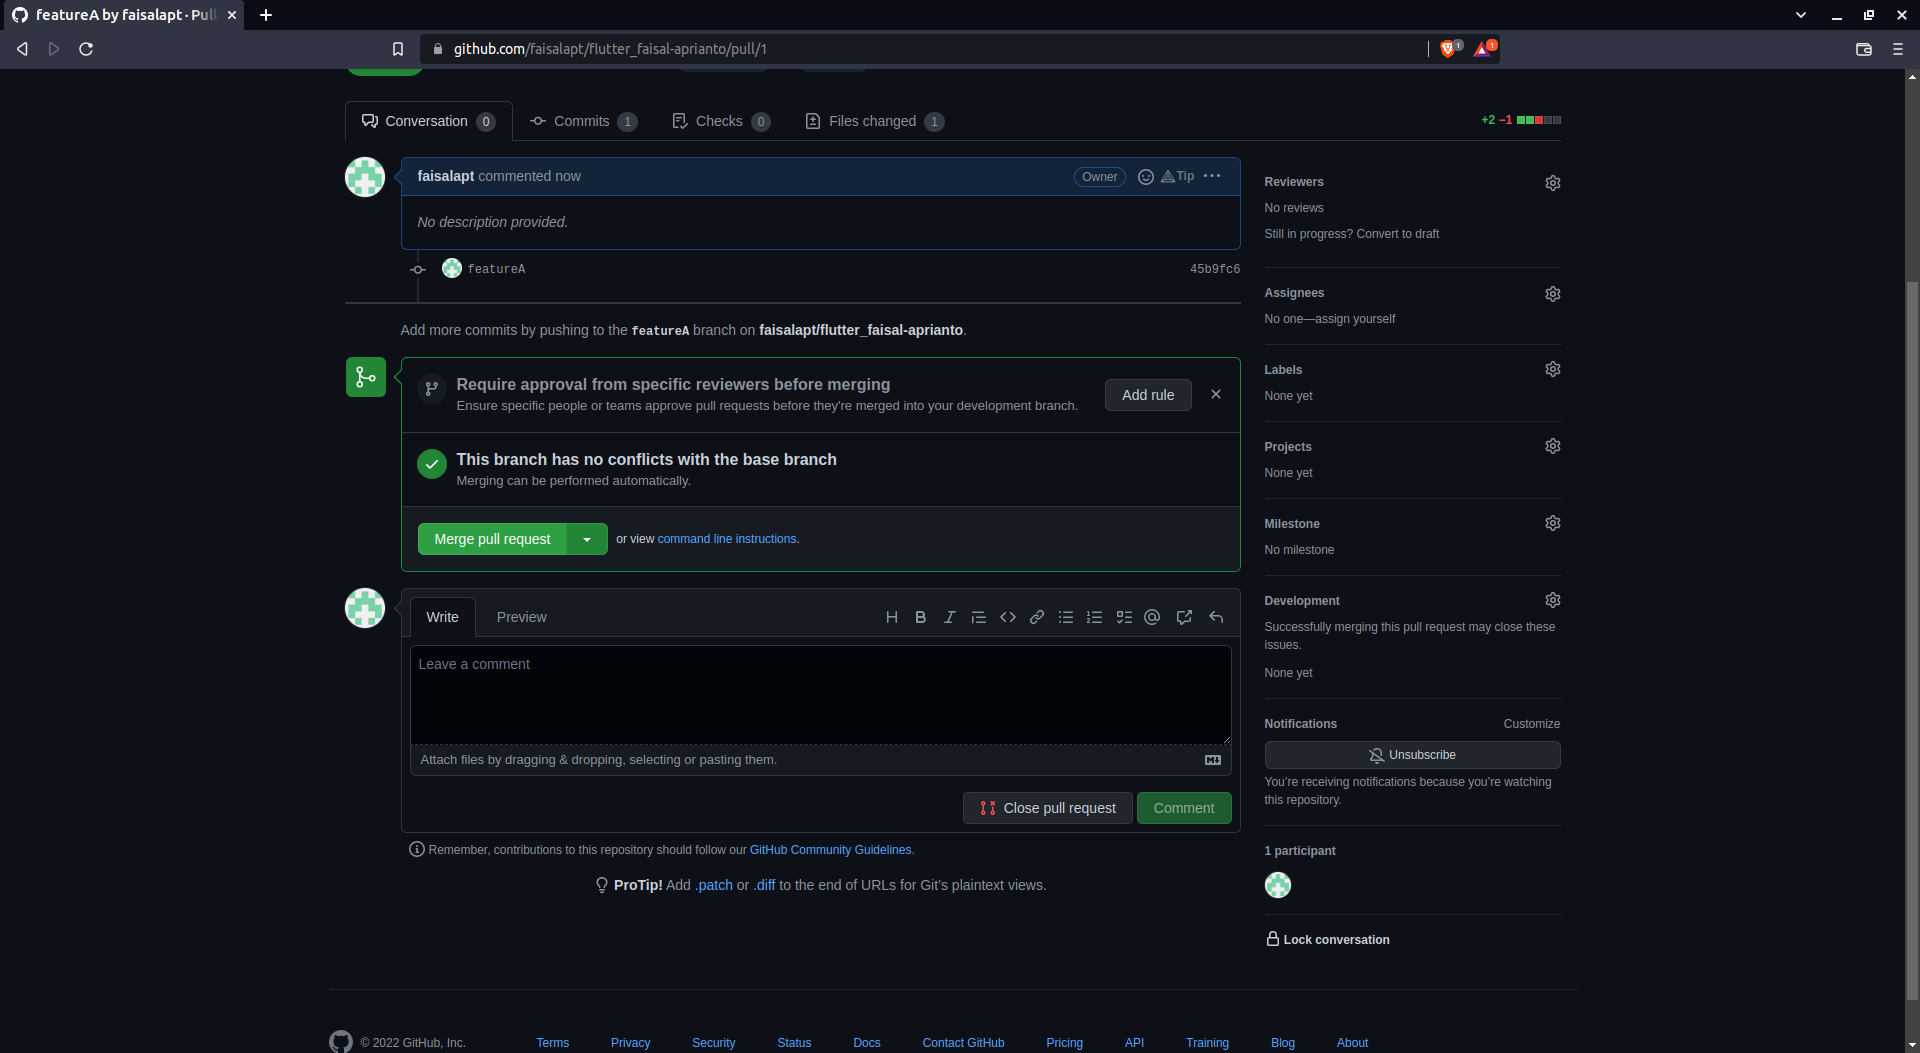 featureA by faisalapt · Pull
github.com/faisalapt/flutter_faisal-aprianto/pull/1
1
1
Conversation 0
Commits 1
Checks 0
Files changed 1
+2 −1
faisalapt commented now
Owner
Tip
No description provided.
featureA
45b9fc6
Add more commits by pushing to the featureA branch on faisalapt/flutter_faisal-aprianto.
Require approval from specific reviewers before merging
Ensure specific people or teams approve pull requests before they're merged into your development branch.
Add rule
This branch has no conflicts with the base branch
Merging can be performed automatically.
Merge pull request
or view command line instructions.
Write
Preview
Leave a comment
Attach files by dragging & dropping, selecting or pasting them.
Close pull request
Comment
Remember, contributions to this repository should follow our GitHub Community Guidelines.
ProTip! Add .patch or .diff to the end of URLs for Git’s plaintext views.
Reviewers
No reviews
Still in progress? Convert to draft
Assignees
No one—assign yourself
Labels
None yet
Projects
None yet
Milestone
No milestone
Development
Successfully merging this pull request may close these
issues.
None yet
Notifications
Customize
Unsubscribe
You’re receiving notifications because you’re watching
this repository.
1 participant
Lock conversation
© 2022 GitHub, Inc.
Terms
Privacy
Security
Status
Docs
Contact GitHub
Pricing
API
Training
Blog
About